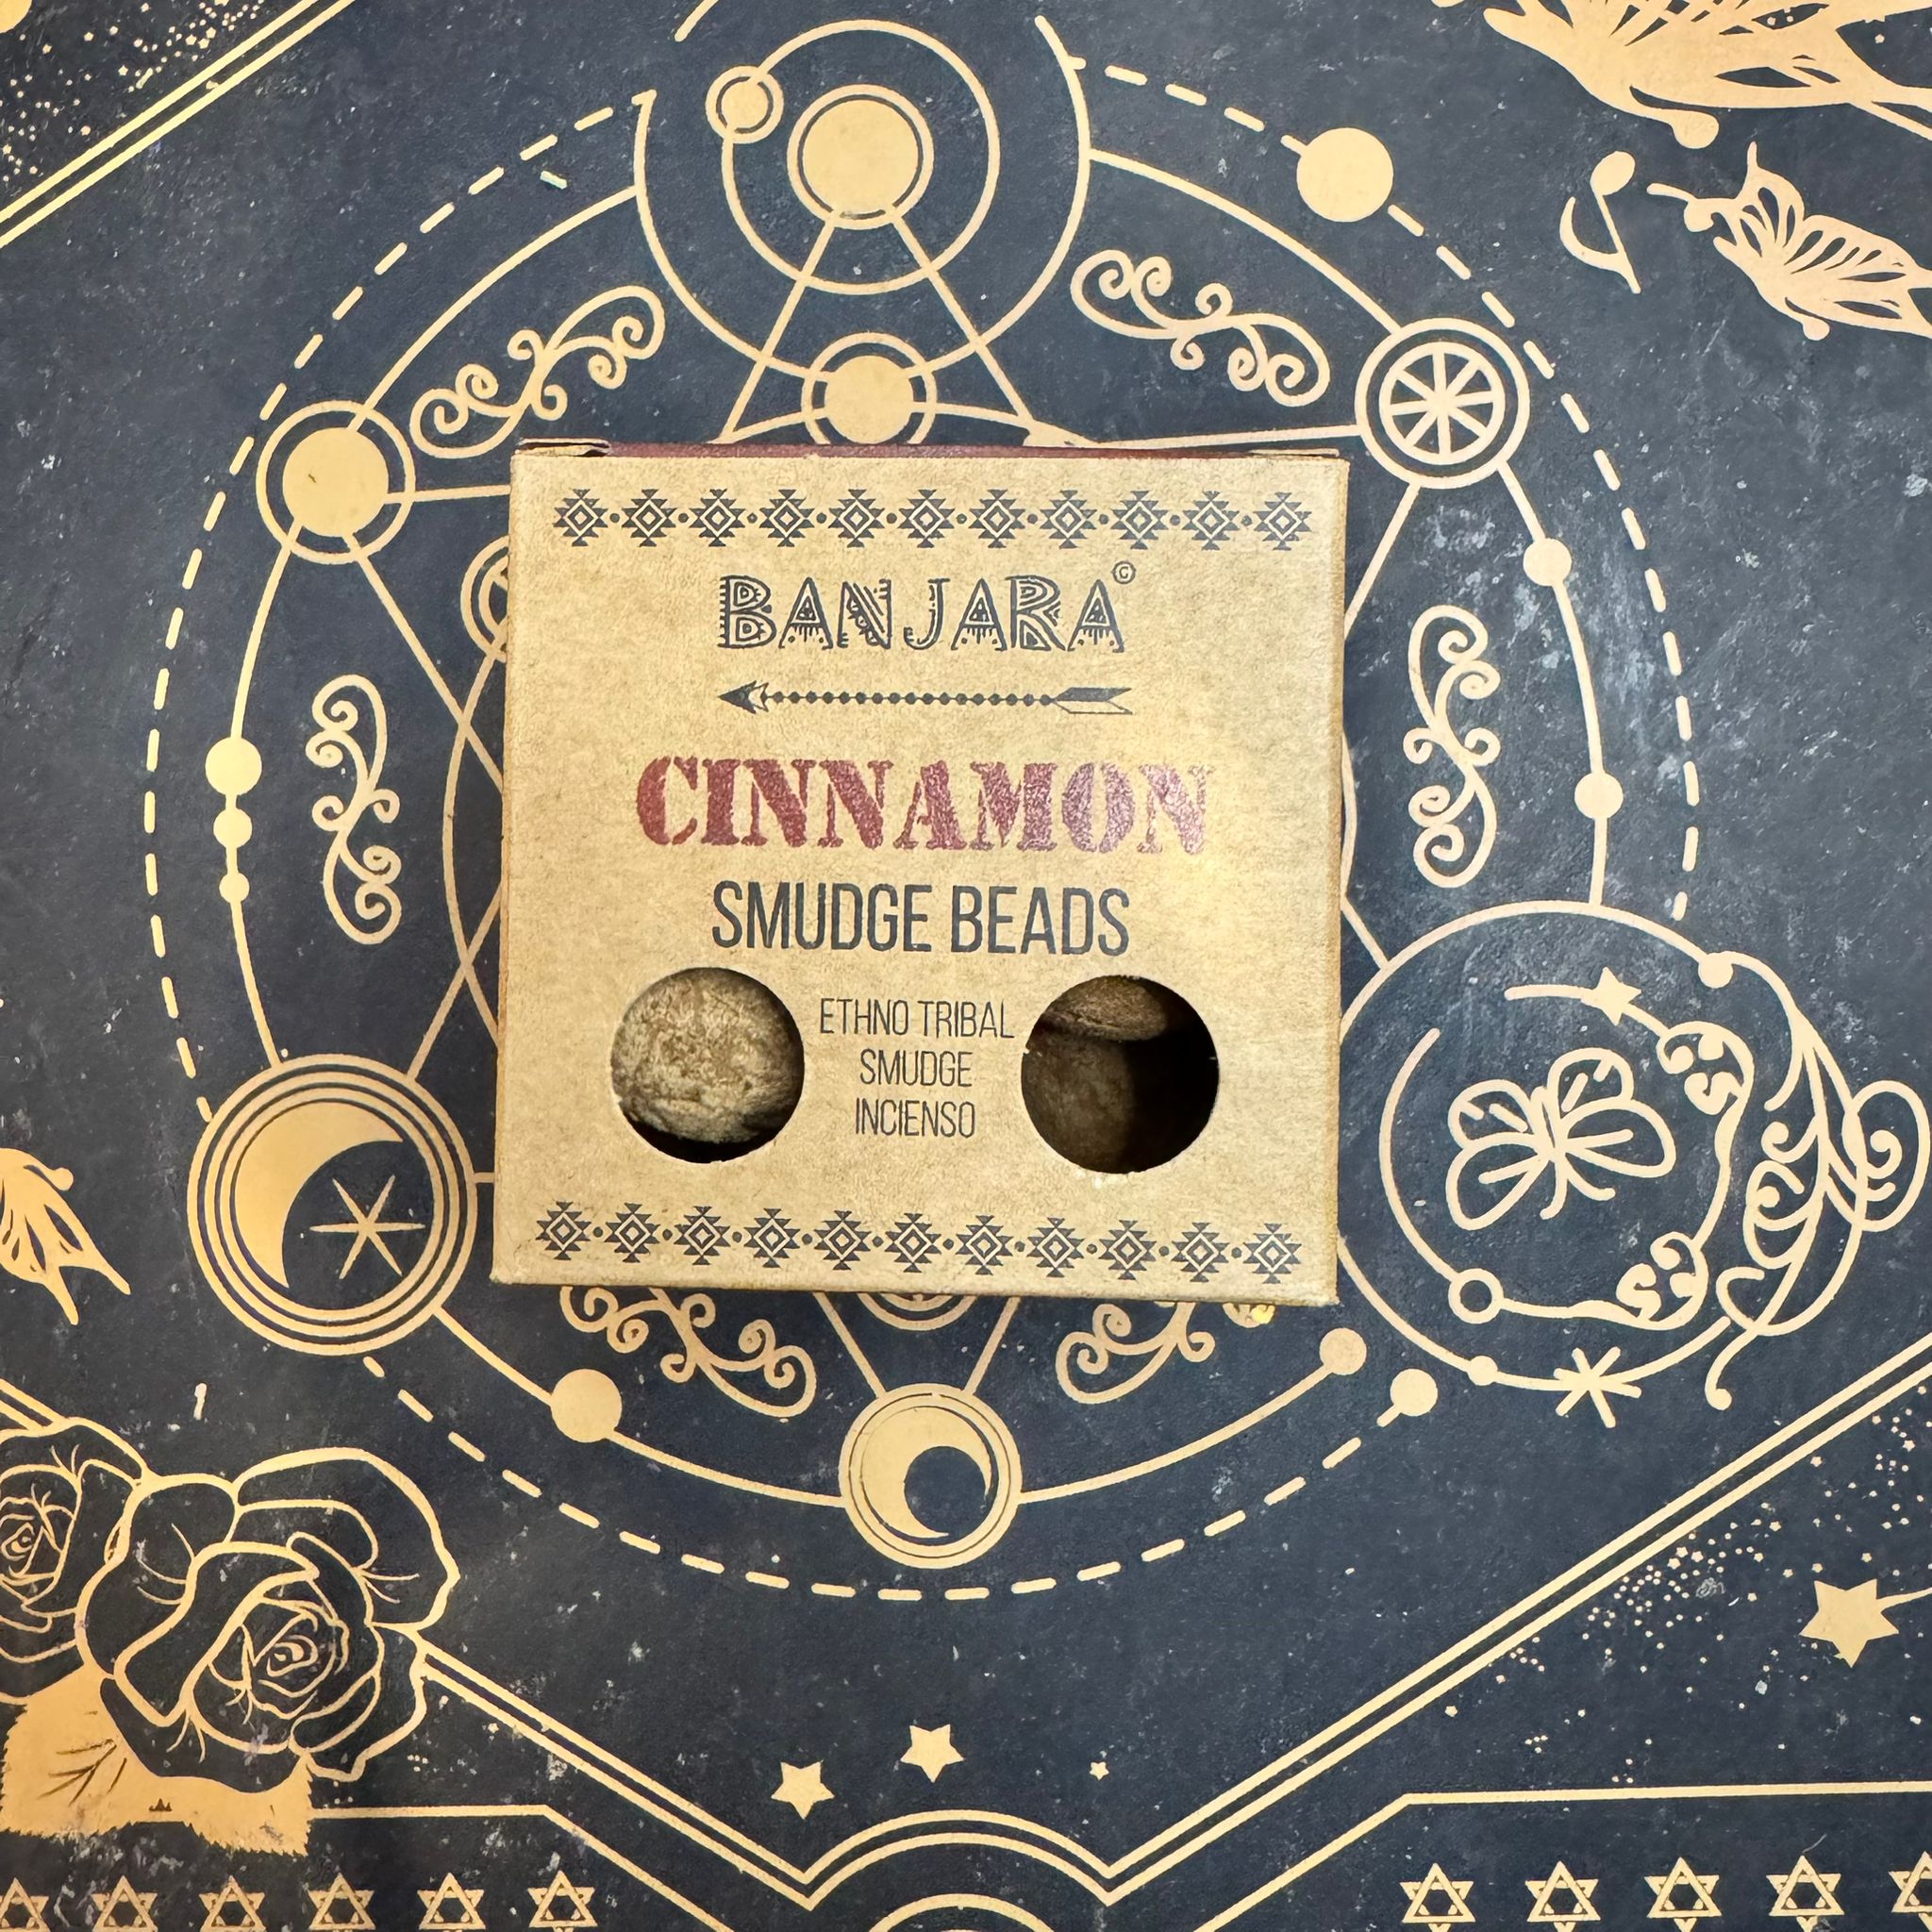 BANJARA©
CINNAMON
SMUDGE BEADS
ETHNO TRIBAL
SMUDGE
INCIENSO